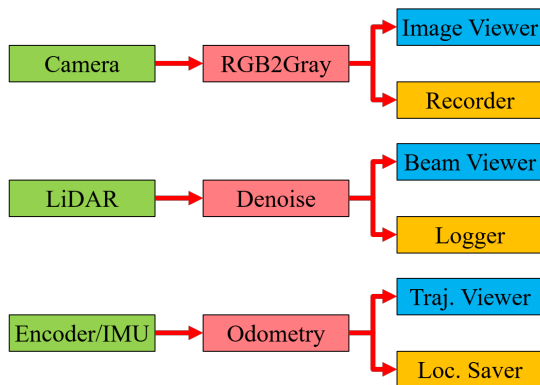 Image Viewer
Camera
RGB2Gray
Recorder
Beam Viewer
LiDAR
Denoise
Logger
Traj. Viewer
Encoder/IMU
Odometry
Loc. Saver